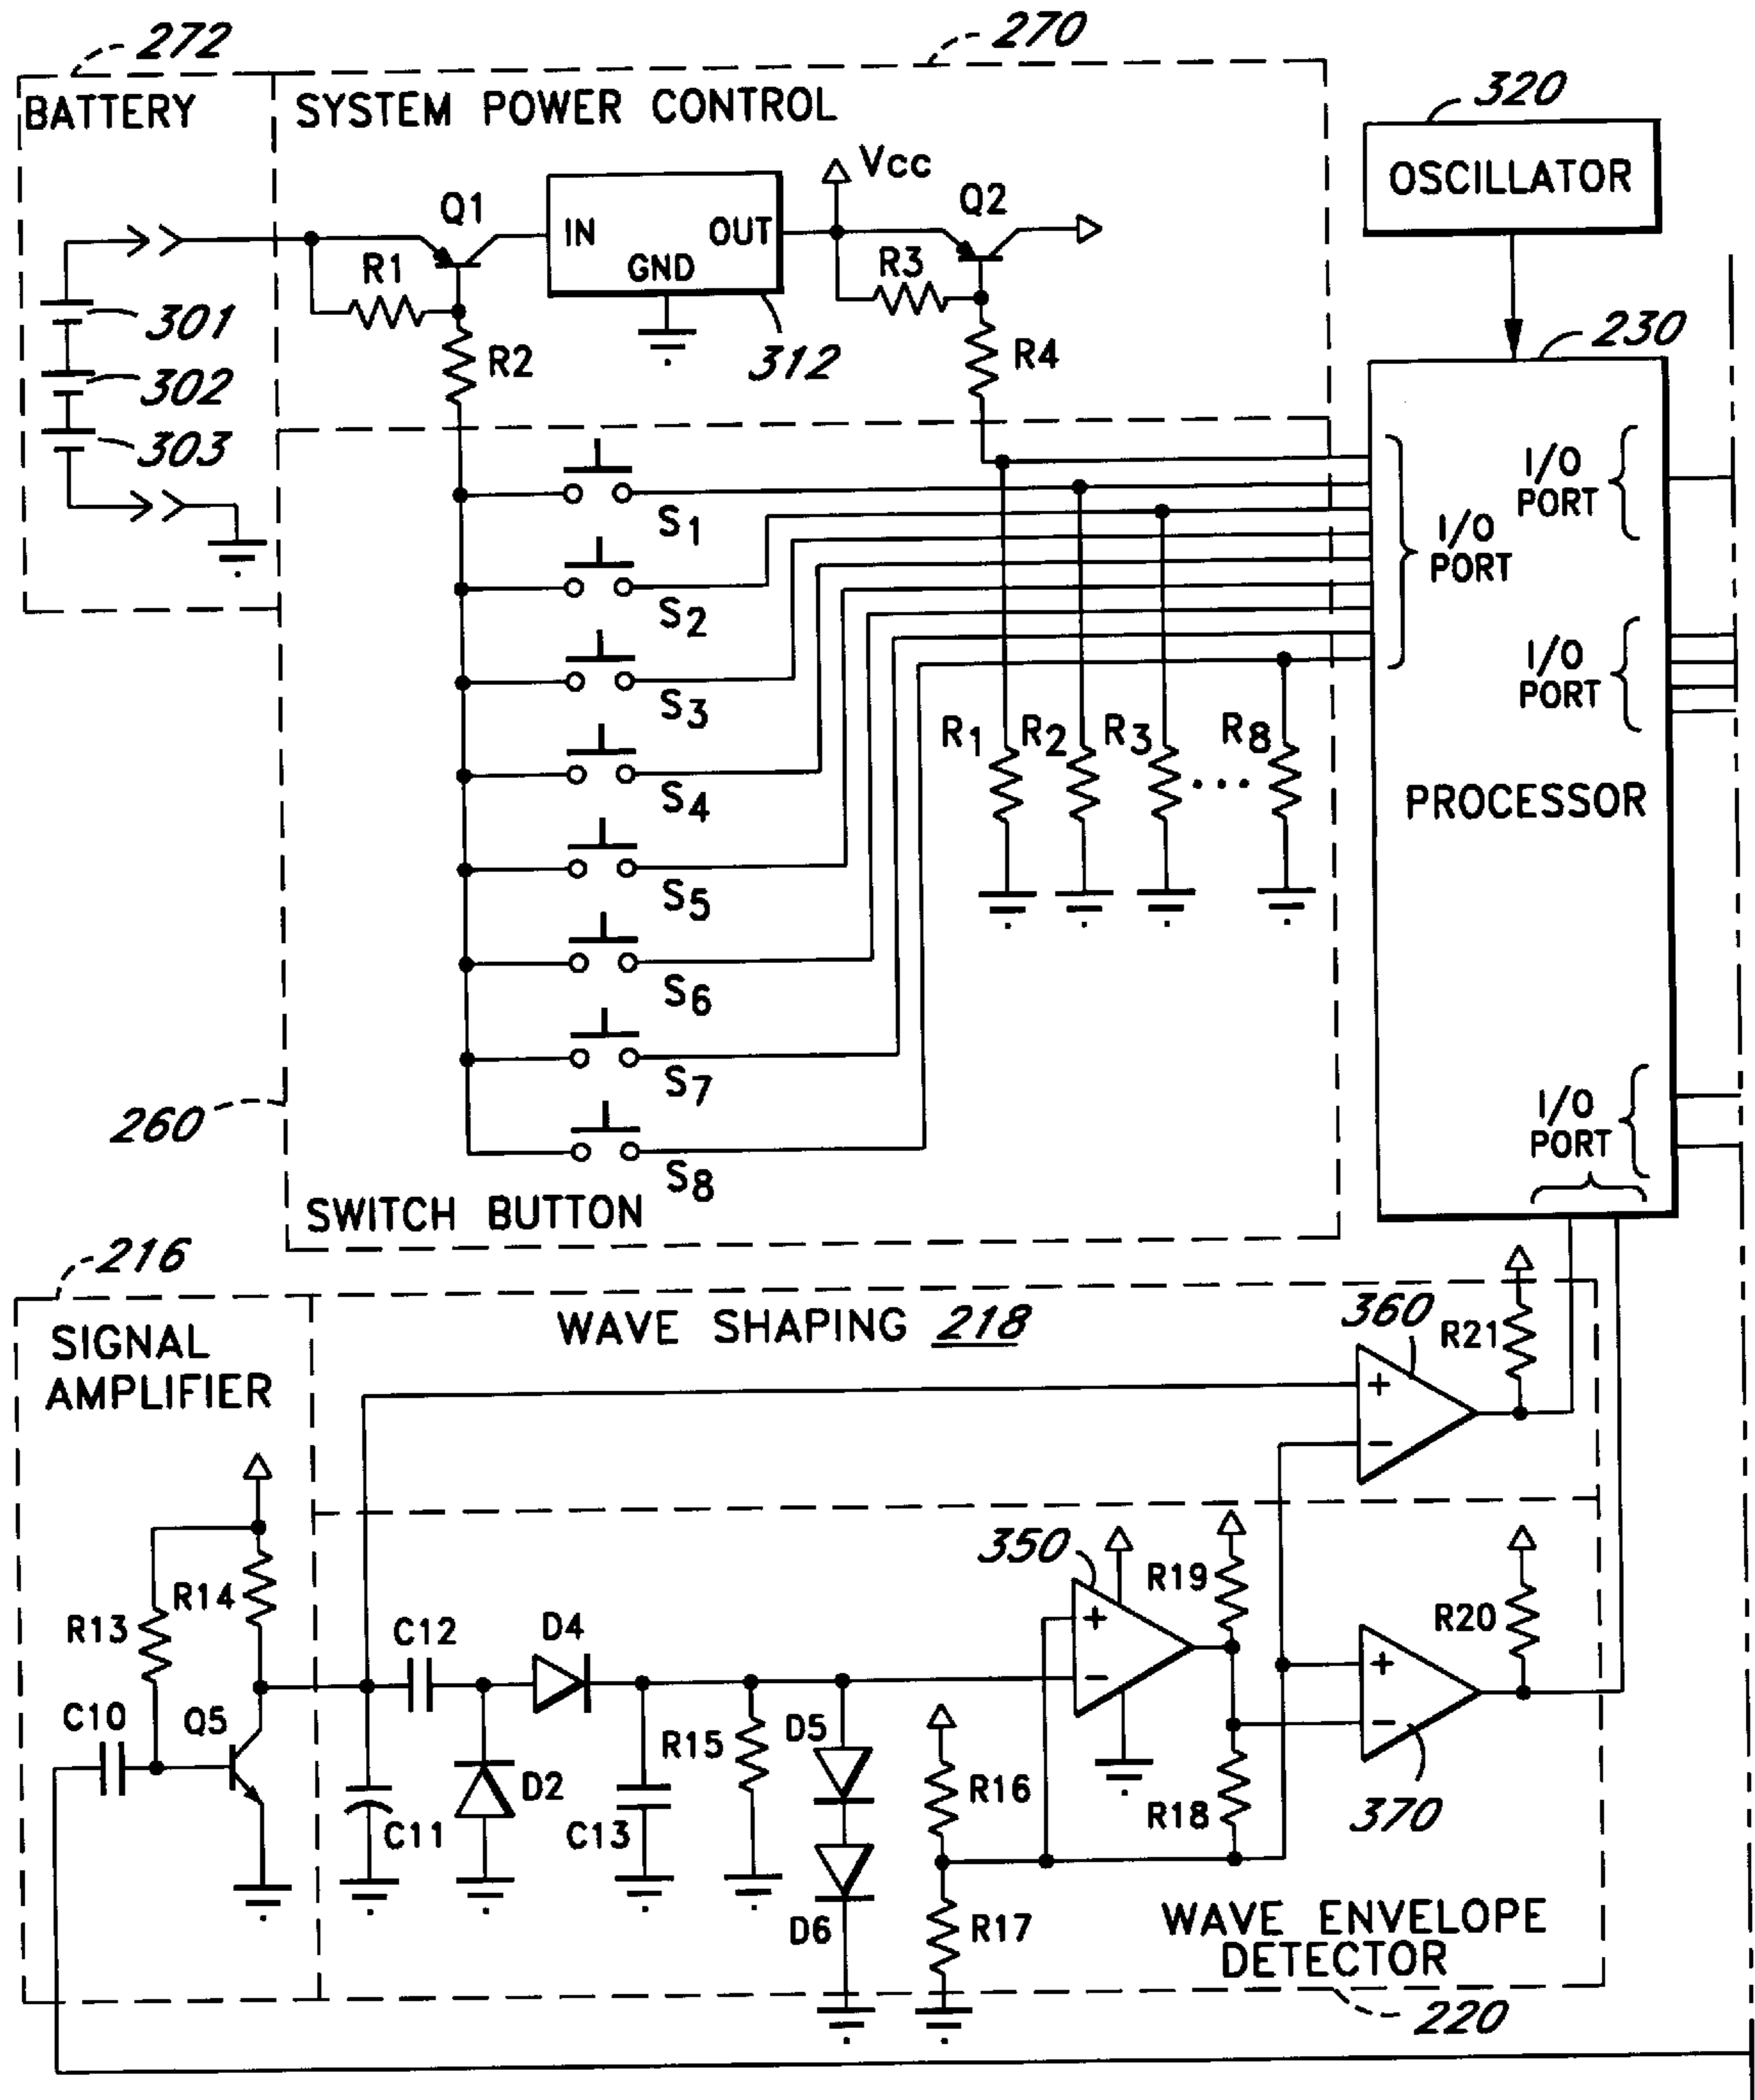 272
270
BATTERY
SYSTEM POWER CONTROL
320
OSCILLATOR
Vcc
Q1
Q2
IN
OUT
GND
R1
R3
301
302
303
R2
312
R4
230
I/O
PORT
I/O
PORT
I/O
PORT
I/O
PORT
PROCESSOR
S1
S2
S3
S4
S5
S6
S7
S8
R1
R2
R3
...
R8
260
SWITCH BUTTON
216
SIGNAL
AMPLIFIER
WAVE SHAPING 218
360
R21
+
−
R14
R13
C10
Q5
C12
D4
350
+
−
R19
R20
+
−
370
C11
D2
C13
R15
D5
D6
R16
R17
R18
WAVE ENVELOPE
DETECTOR
220